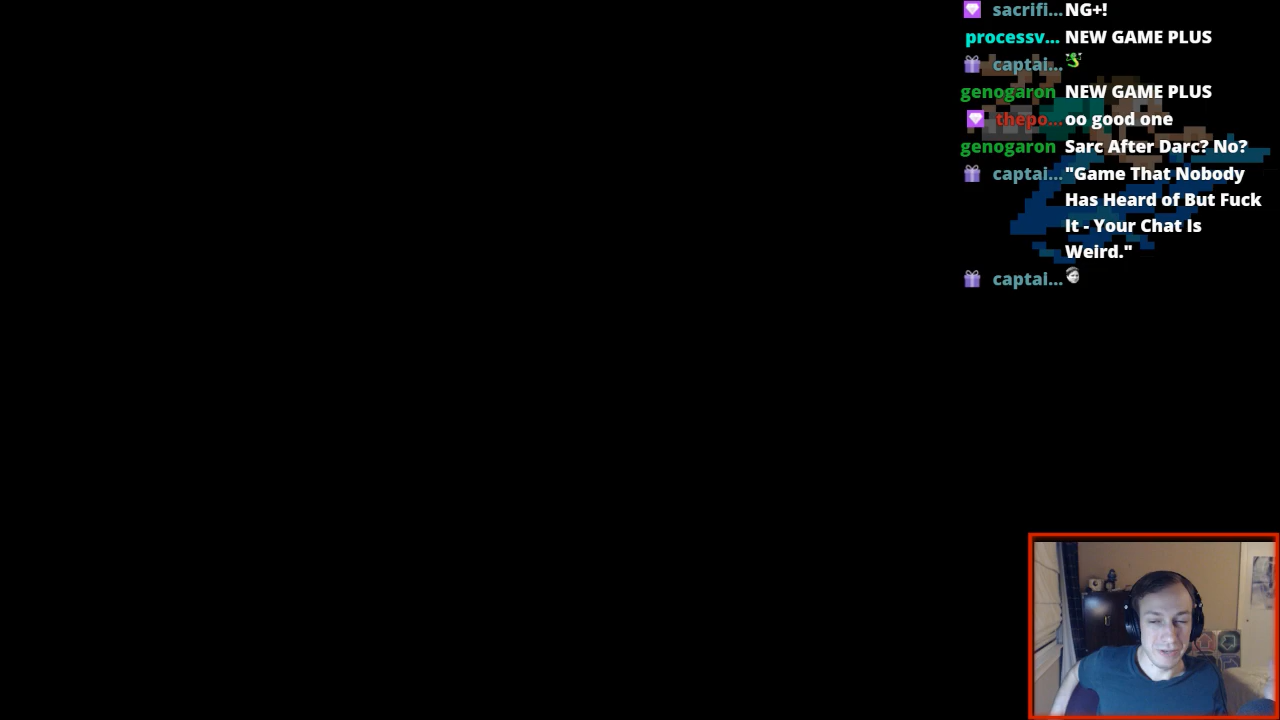 sacrifi... NG+!
processv... NEW GAME PLUS
captai...
genogaron NEW GAME PLUS
thepo... oo good one
genogaron Sarc After Darc? No?
captai... "Game That Nobody
Has Heard of But Fuck
It - Your Chat Is
Weird."
captai...